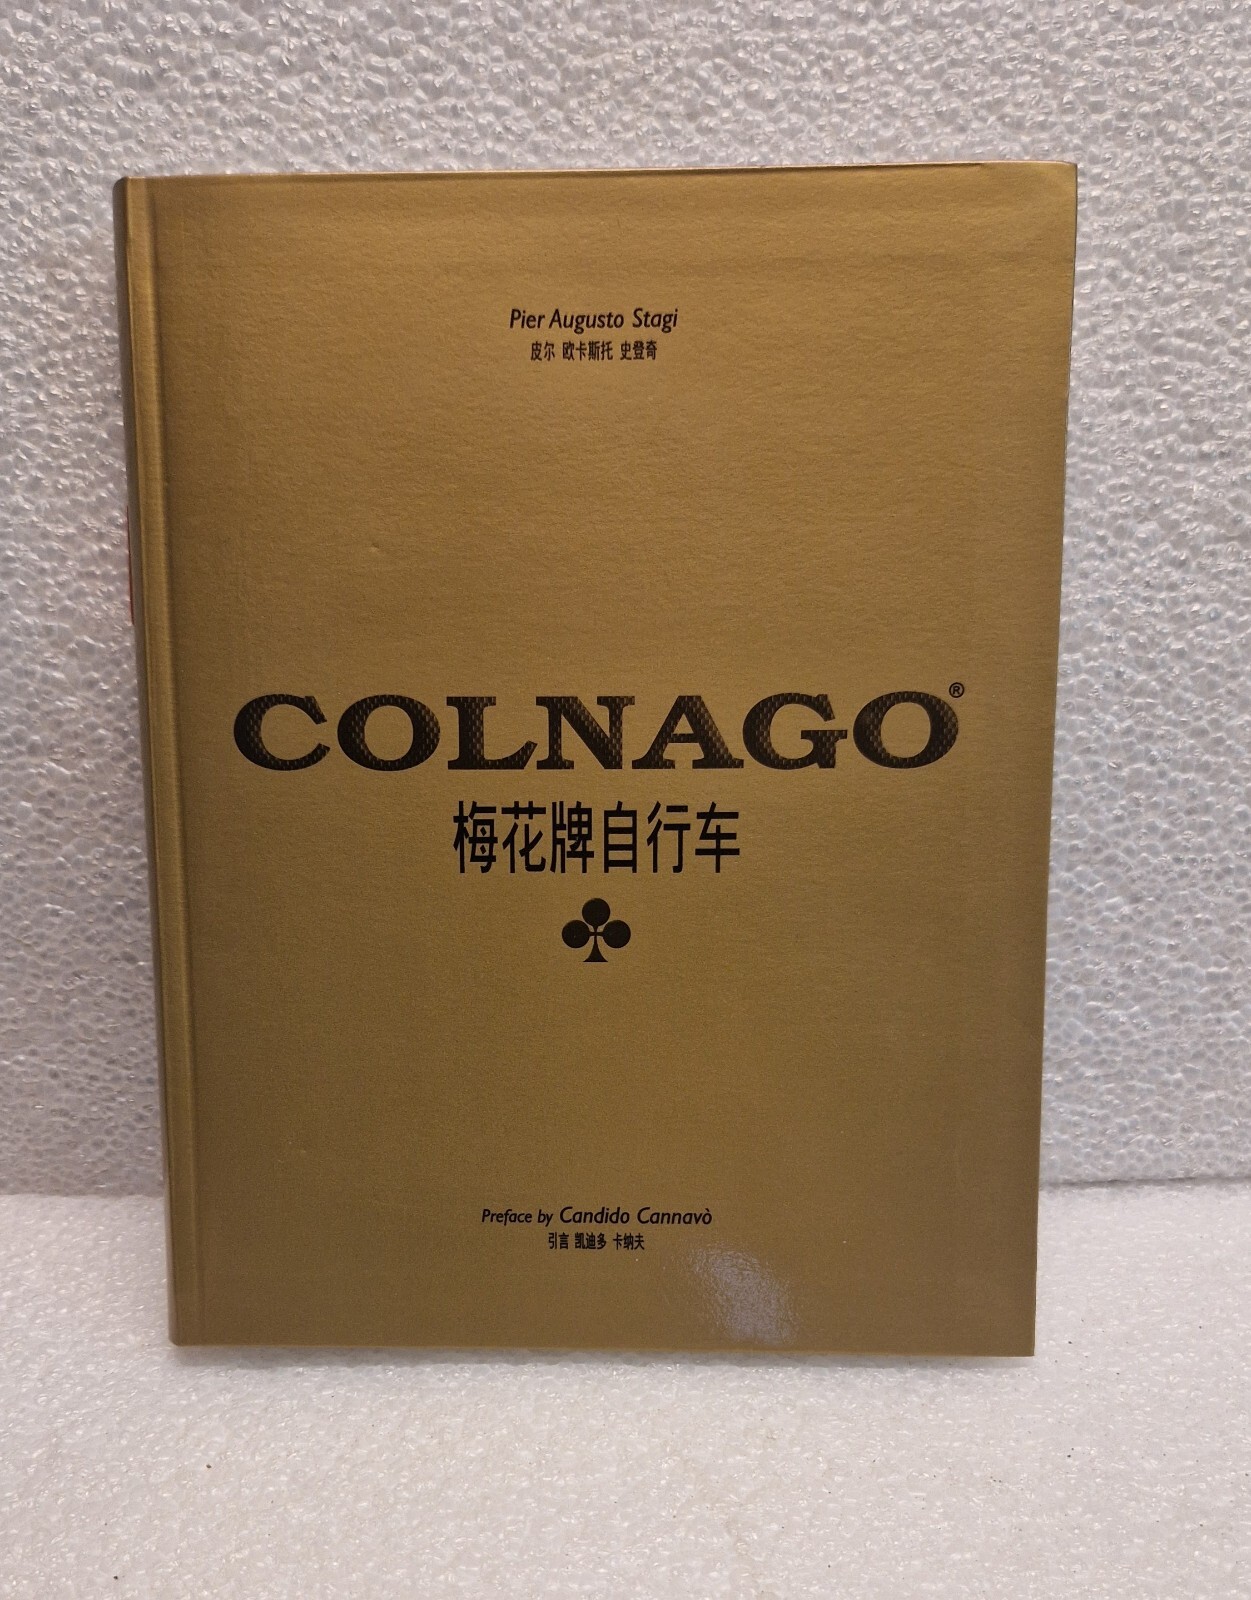 Pier Augusto Stagi
皮尔 欧卡斯托 史登奇
COLNAGO®
梅花牌自行车
Preface by Candido Cannavò
引言 凯迪多 卡纳夫